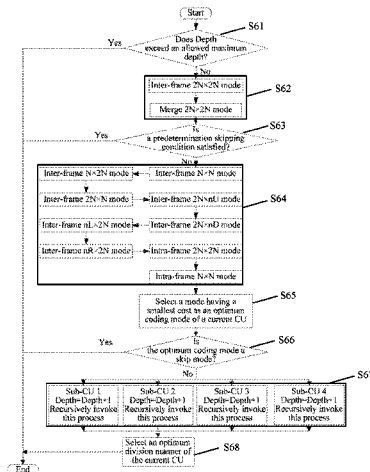 Start
S61
Does Depth
exceed an allowed maximum
depth?
Yes
No
Inter-frame 2N×2N mode
Merge 2N×2N mode
S62
S63
Is
a predetermination skipping
condition satisfied?
Yes
No
Inter-frame N×2N mode
Inter-frame N×N mode
Inter-frame 2N×N mode
Inter-frame 2N×nU mode
S64
Inter-frame nL×2N mode
Inter-frame 2N×nD mode
Inter-frame nR×2N mode
Intra-frame 2N×2N mode
Intra-frame N×N mode
S65
Select a mode having a
smallest cost as an optimum
coding mode of a current CU
S66
Is
the optimum coding mode a
skip mode?
Yes
No
S67
Sub-CU 1
Depth=Depth+1
Recursively invoke
this process
Sub-CU 2
Depth=Depth+1
Recursively invoke
this process
Sub-CU 3
Depth=Depth+1
Recursively invoke
this process
Sub-CU 4
Depth=Depth+1
Recursively invoke
this process
Select an optimum
division manner of
the current CU
S68
End